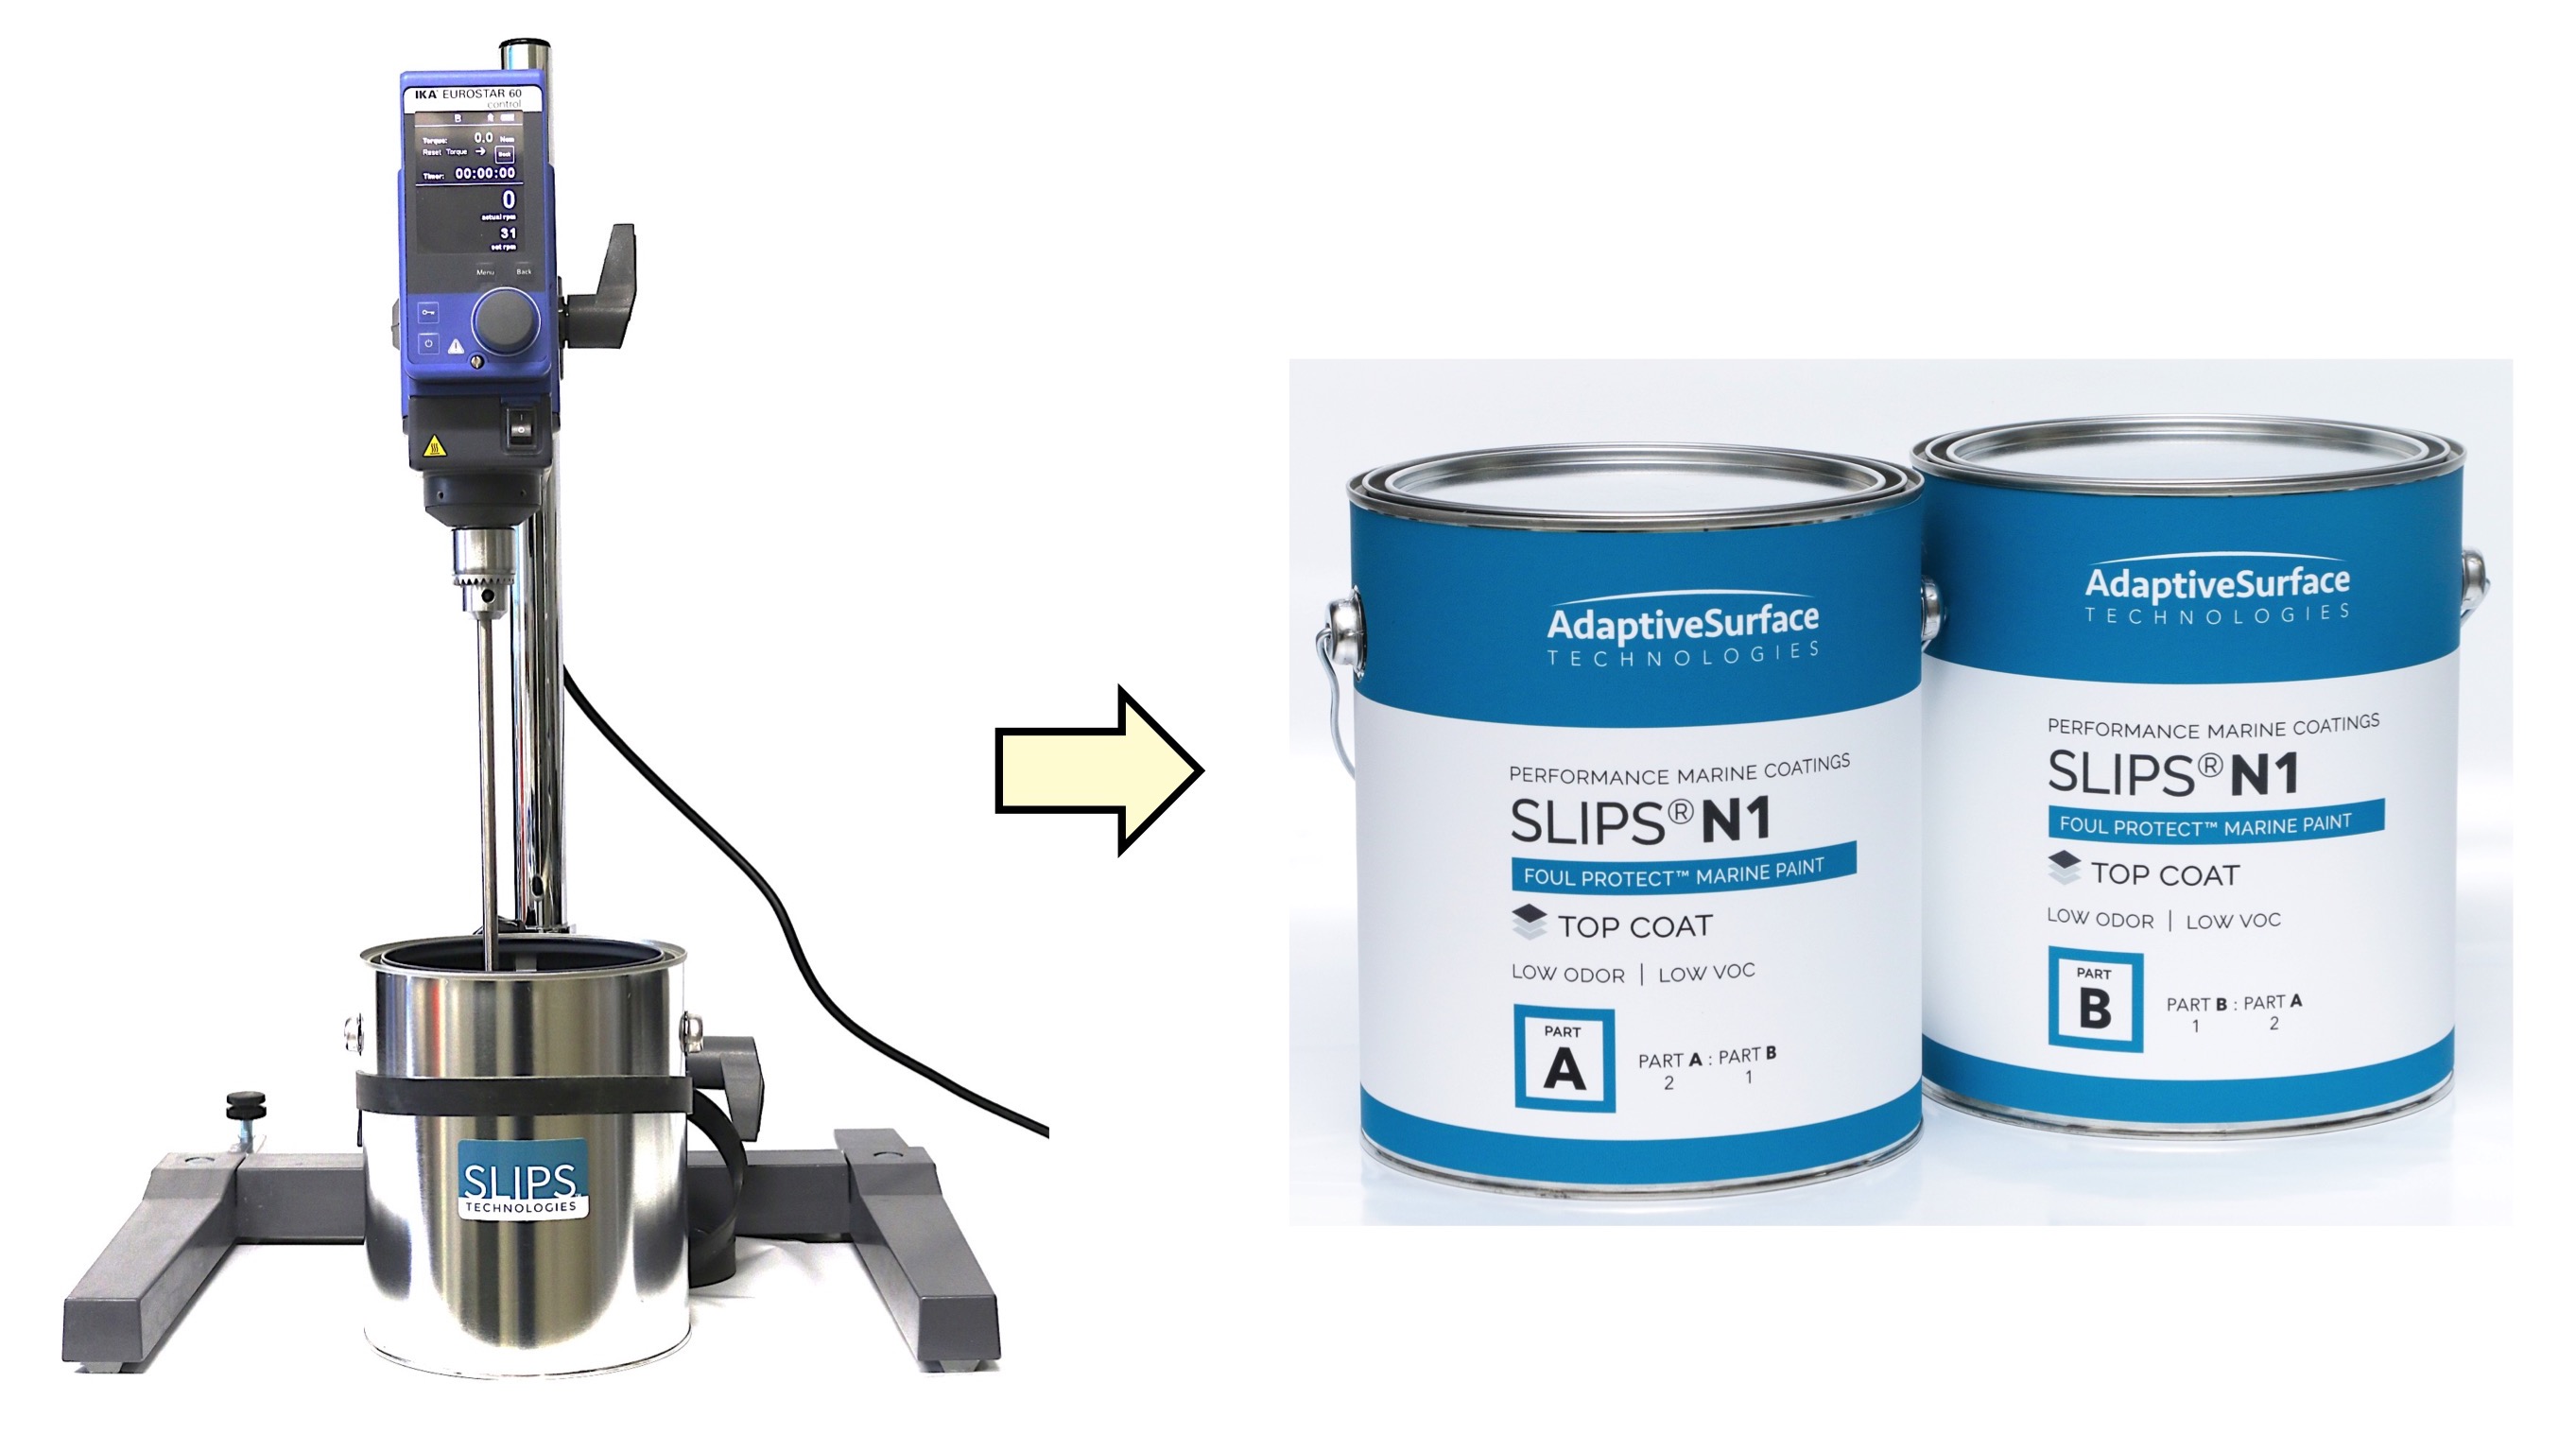 IKA® EUROSTAR 60
control
B
Torque: 0.0 Ncm
Reset Torque → Back
Timer: 00:00:00
0
actual rpm
31
set rpm
Menu Back
SLIPS
TECHNOLOGIES
AdaptiveSurface
TECHNOLOGIES
PERFORMANCE MARINE COATINGS
SLIPS® N1
FOUL PROTECT™ MARINE PAINT
TOP COAT
LOW ODOR | LOW VOC
PART
A
PART A : PART B
2 1
AdaptiveSurface
TECHNOLOGIES
PERFORMANCE MARINE COATINGS
SLIPS® N1
FOUL PROTECT™ MARINE PAINT
TOP COAT
LOW ODOR | LOW VOC
PART
B
PART B : PART A
1 2